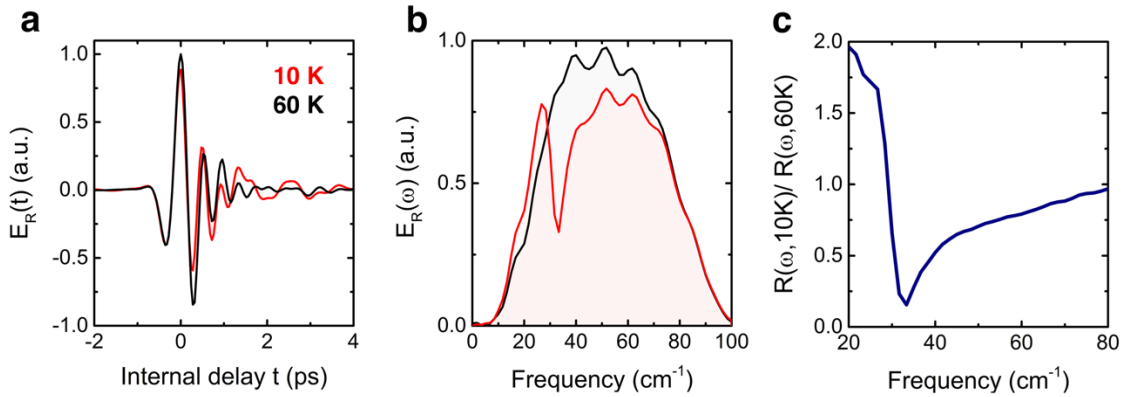 a
E_R(t) (a.u.)
1.0
0.5
0.0
-0.5
-1.0
10 K
60 K
-2
0
2
4
Internal delay t (ps)
b
E_R(ω) (a.u.)
1.0
0.5
0.0
0
20
40
60
80
100
Frequency (cm⁻¹)
c
R(ω,10K)/ R(ω,60K)
2.0
1.5
1.0
0.5
0.0
20
40
60
80
Frequency (cm⁻¹)